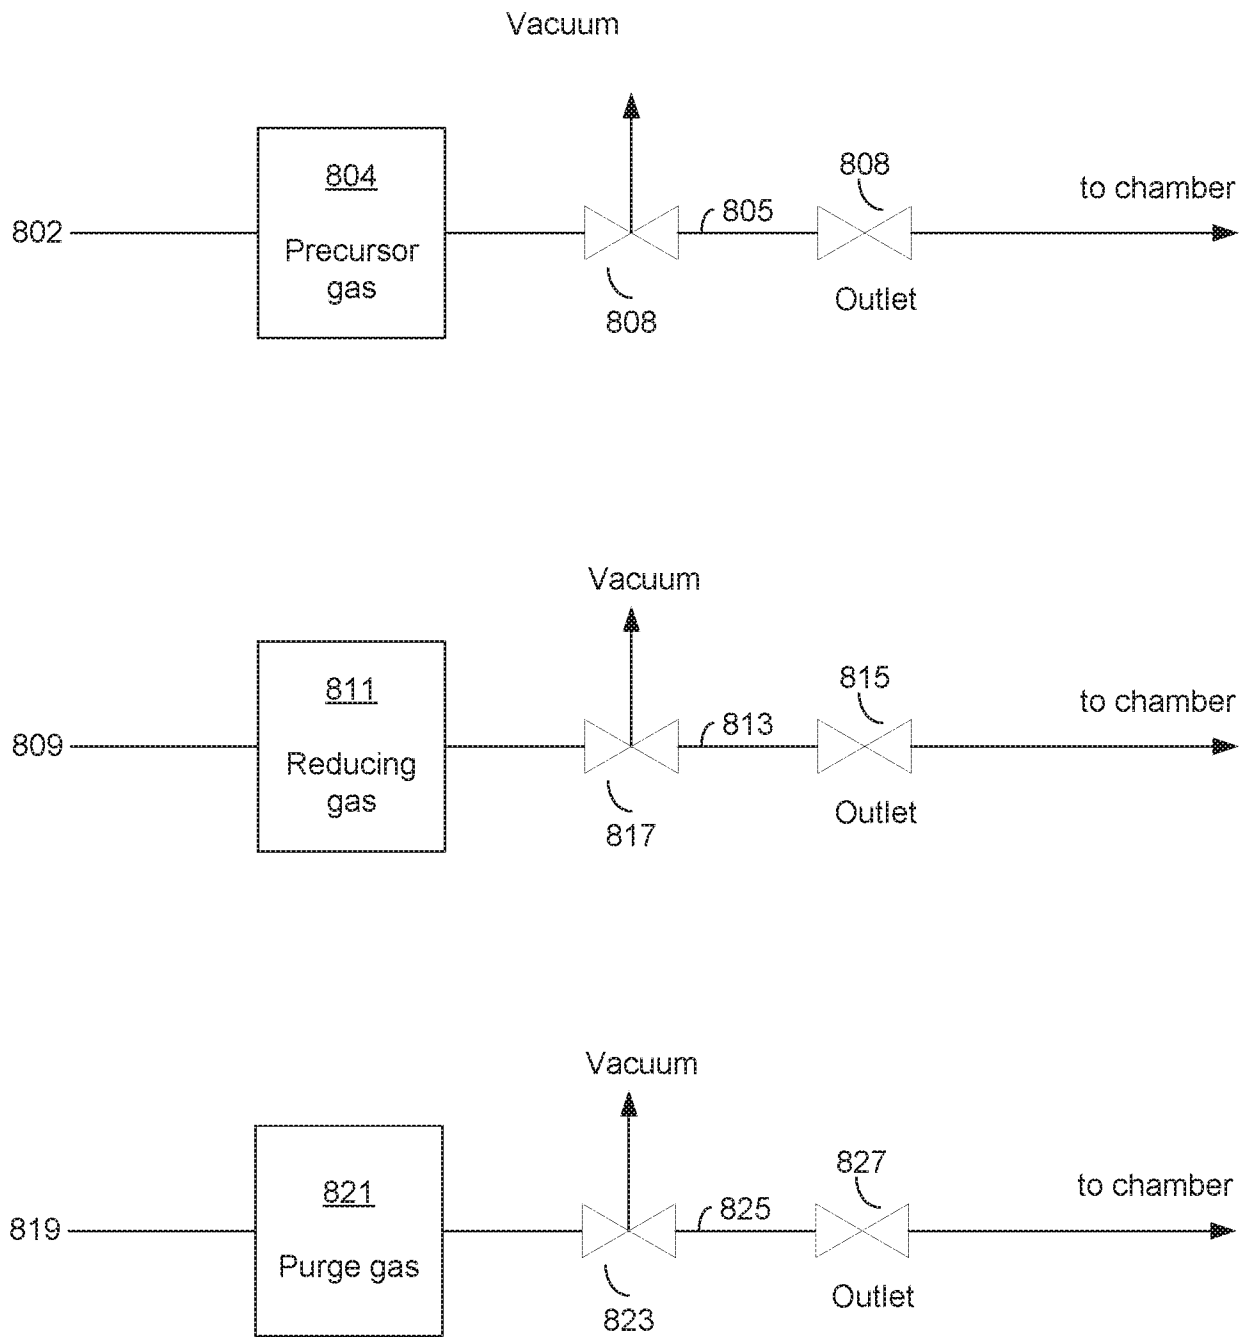 Vacuum
804
Precursor
gas
802
805
808
to chamber
808
Outlet
Vacuum
811
Reducing
gas
809
813
815
to chamber
817
Outlet
Vacuum
821
Purge gas
819
825
827
to chamber
823
Outlet